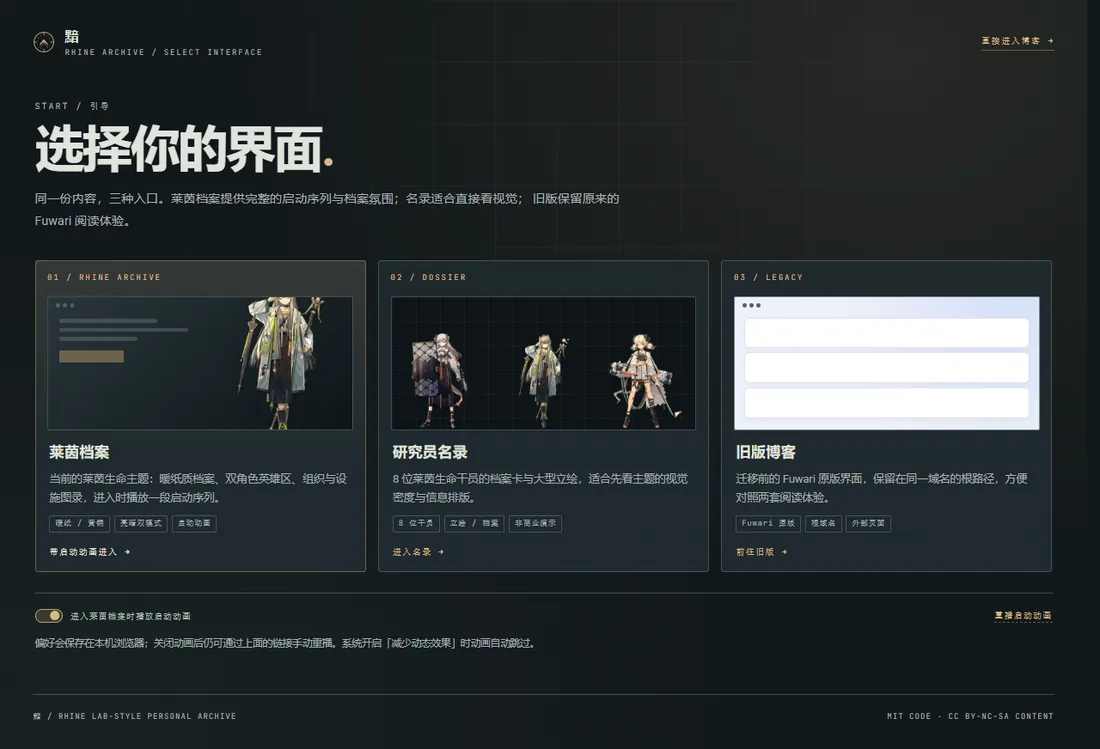 RHINE ARCHIVE / SELECT INTERFACE
直接进入博客 →
START / 引导
选择你的界面.
同一份内容，三种入口。莱茵档案提供完整的启动序列与档案氛围；名录适合直接看视觉； 旧版保留原来的
Fuwari 阅读体验。
01 / RHINE ARCHIVE
莱茵档案
当前的莱茵生命主题：暖纸质档案、双角色英雄区、组织与设
施图录，进入时播放一段启动序列。
暖纸 / 黄铜
亮暗双模式
启动动画
带启动动画进入 →
02 / DOSSIER
研究员名录
8 位莱茵生命干员的档案卡与大型立绘，适合先看主题的视觉
密度与信息排版。
8 位干员
立绘 / 档案
非商业演示
进入名录 →
03 / LEGACY
旧版博客
迁移前的 Fuwari 原版界面，保留在同一域名的根路径，方便
对照两套阅读体验。
Fuwari 原版
根域名
外部页面
前往旧版 →
进入莱茵档案时播放启动动画
重播启动动画
偏好会保存在本机浏览器；关闭动画后仍可通过上面的链接手动重播。系统开启「减少动态效果」时动画自动跳过。
/ RHINE LAB-STYLE PERSONAL ARCHIVE
MIT CODE · CC BY-NC-SA CONTENT